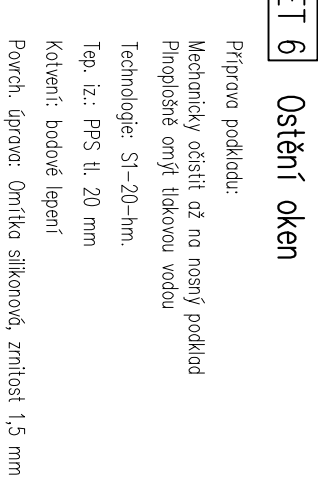 ET 6 Ostění oken
Příprava podkladu:
Mechanicky očistit až na nosný podklad
Plnoplošně omýt tlakovou vodou
Technologie: S1-20-hm.
Tep. iz.: PPS tl. 20 mm
Kotvení: bodové lepení
Povrch. úprava: Omítka silikonová, zrnitost 1,5 mm